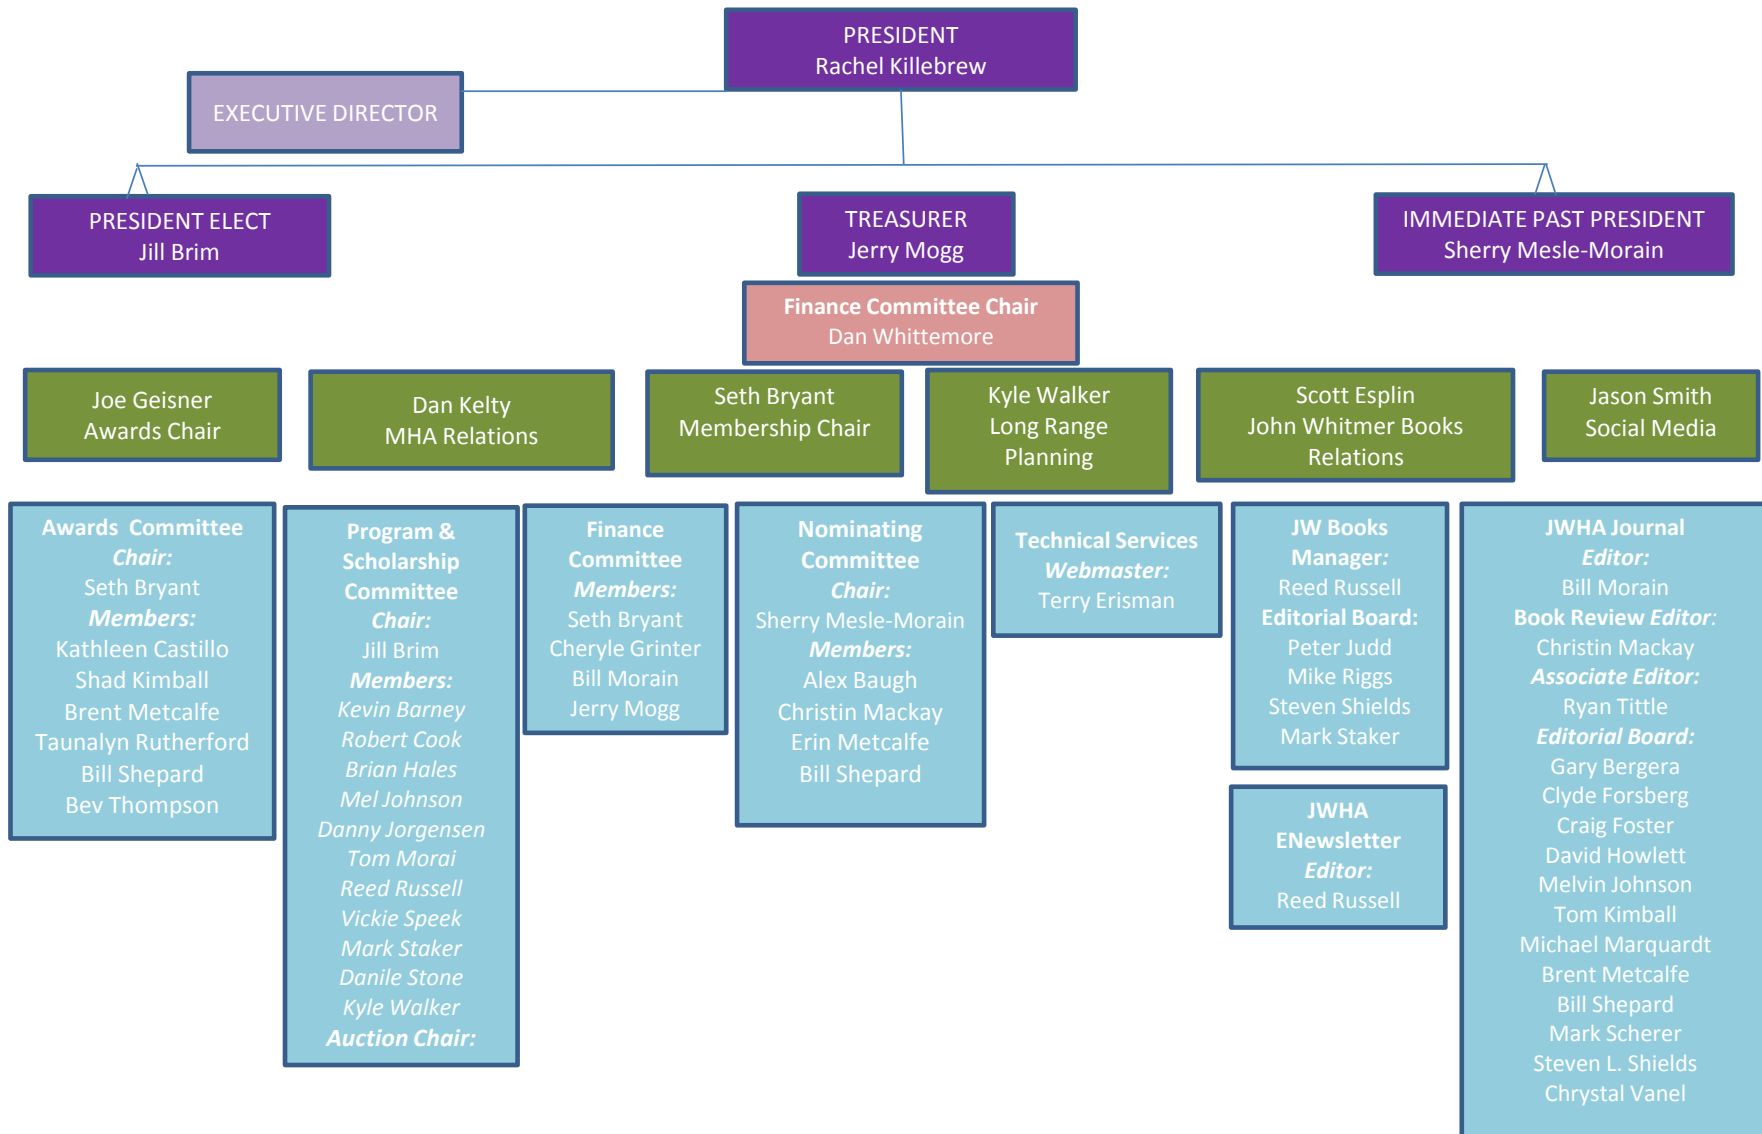 PRESIDENT
Rachel Killebrew
EXECUTIVE DIRECTOR
PRESIDENT ELECT
Jill Brim
TREASURER
Jerry Mogg
IMMEDIATE PAST PRESIDENT
Sherry Mesle-Morain
Finance Committee Chair
Dan Whittemore
Joe Geisner
Awards Chair
Dan Kelty
MHA Relations
Seth Bryant
Membership Chair
Kyle Walker
Long Range
Planning
Scott Esplin
John Whitmer Books
Relations
Jason Smith
Social Media
Awards  Committee
Chair:
Seth Bryant
Members:
Kathleen Castillo
Shad Kimball
Brent Metcalfe
Taunalyn Rutherford
Bill Shepard
Bev Thompson
Program &
Scholarship
Committee
Chair:
Jill Brim
Members:
Kevin Barney
Robert Cook
Brian Hales
Mel Johnson
Danny Jorgensen
Tom Morai
Reed Russell
Vickie Speek
Mark Staker
Danile Stone
Kyle Walker
Auction Chair:
Finance
Committee
Members:
Seth Bryant
Cheryle Grinter
Bill Morain
Jerry Mogg
Nominating
Committee
Chair:
Sherry Mesle-Morain
Members:
Alex Baugh
Christin Mackay
Erin Metcalfe
Bill Shepard
Technical Services
Webmaster:
Terry Erisman
JW Books
Manager:
Reed Russell
Editorial Board:
Peter Judd
Mike Riggs
Steven Shields
Mark Staker
JWHA
ENewsletter
Editor:
Reed Russell
JWHA Journal
Editor:
Bill Morain
Book Review Editor:
Christin Mackay
Associate Editor:
Ryan Tittle
Editorial Board:
Gary Bergera
Clyde Forsberg
Craig Foster
David Howlett
Melvin Johnson
Tom Kimball
Michael Marquardt
Brent Metcalfe
Bill Shepard
Mark Scherer
Steven L. Shields
Chrystal Vanel